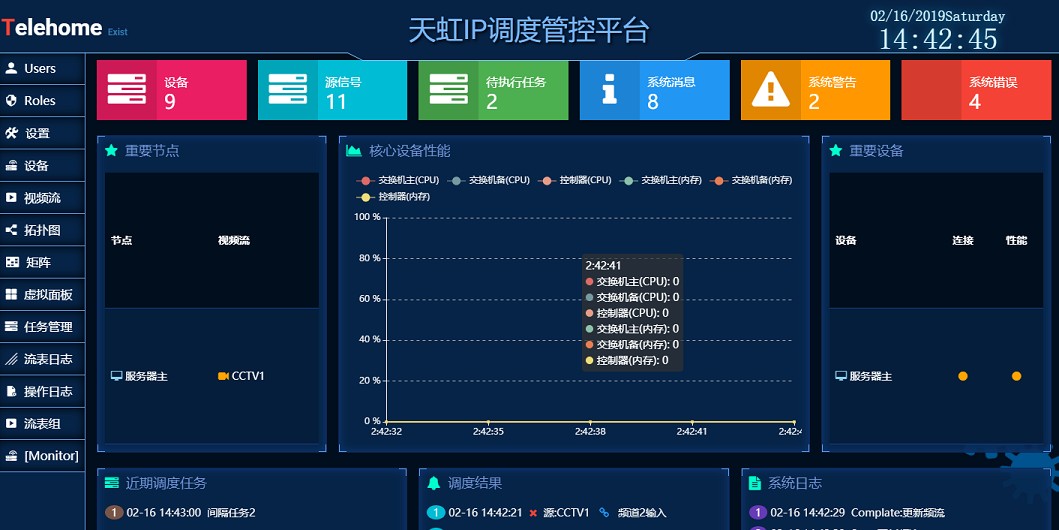 Telehome Exist
天虹IP调度管控平台
02/16/2019Saturday
14:42:45
Users
Roles
设置
设备
视频流
拓扑图
矩阵
虚拟面板
任务管理
流表日志
操作日志
流表组
[Monitor]
设备
9
源信号
11
待执行任务
2
系统消息
8
系统警告
2
系统错误
4
重要节点
节点 视频流
服务器主 CCTV1
核心设备性能
交换机主(CPU) 交换机备(CPU) 控制器(CPU) 交换机主(内存) 交换机备(内存)
控制器(内存)
100 %
80 %
60 %
40 %
20 %
0 %
2:42:32 2:42:35 2:42:38 2:42:41 2:42:4
2:42:41
交换机主(CPU): 0
交换机备(CPU): 0
控制器(CPU): 0
交换机主(内存): 0
交换机备(内存): 0
控制器(内存): 0
重要设备
设备 连接 性能
服务器主
近期调度任务
1 02-16 14:43:00 间隔任务2
调度结果
1 02-16 14:42:21 源:CCTV1 频道2输入
系统日志
1 02-16 14:42:29 Complate:更新频流